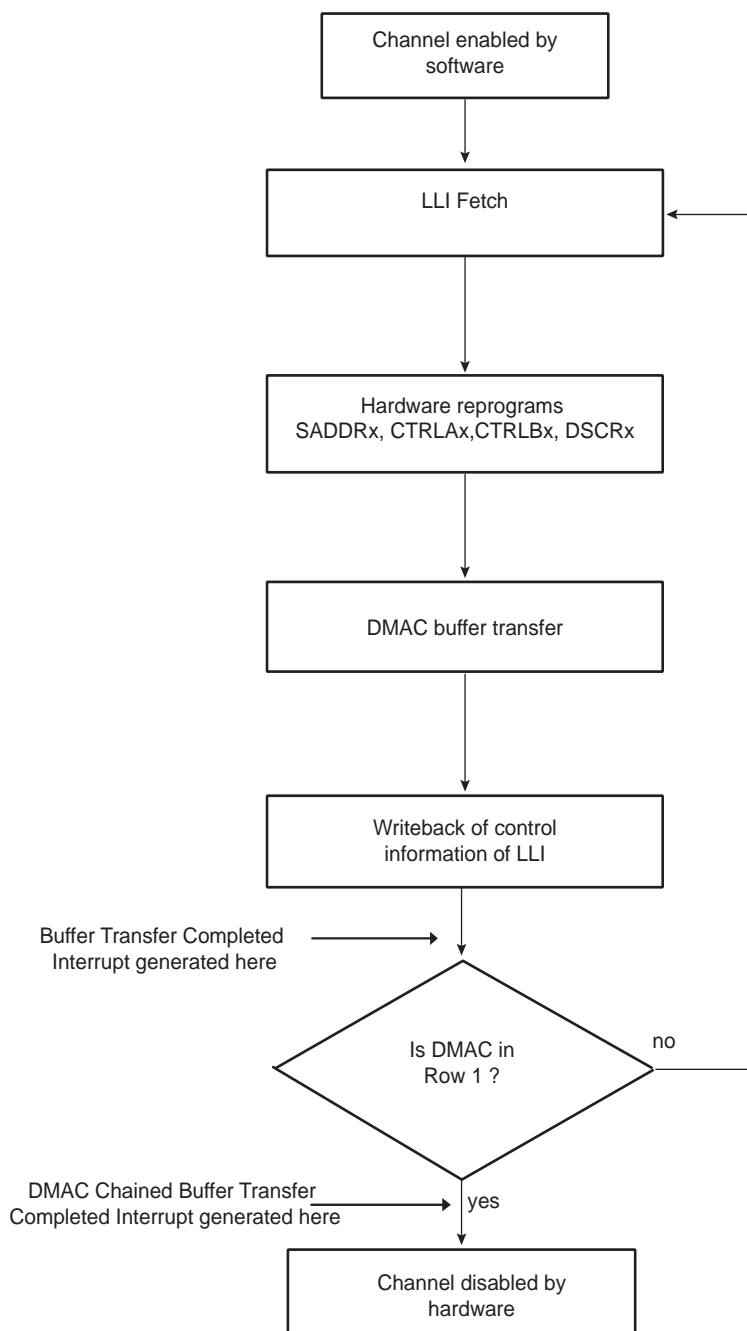 Channel enabled by
software
LLI Fetch
Hardware reprograms
SADDRx, CTRLAx,CTRLBx, DSCRx
DMAC buffer transfer
Writeback of control
information of LLI
Buffer Transfer Completed
Interrupt generated here
Is DMAC in
Row 1 ?
no
DMAC Chained Buffer Transfer
Completed Interrupt generated here
yes
Channel disabled by
hardware